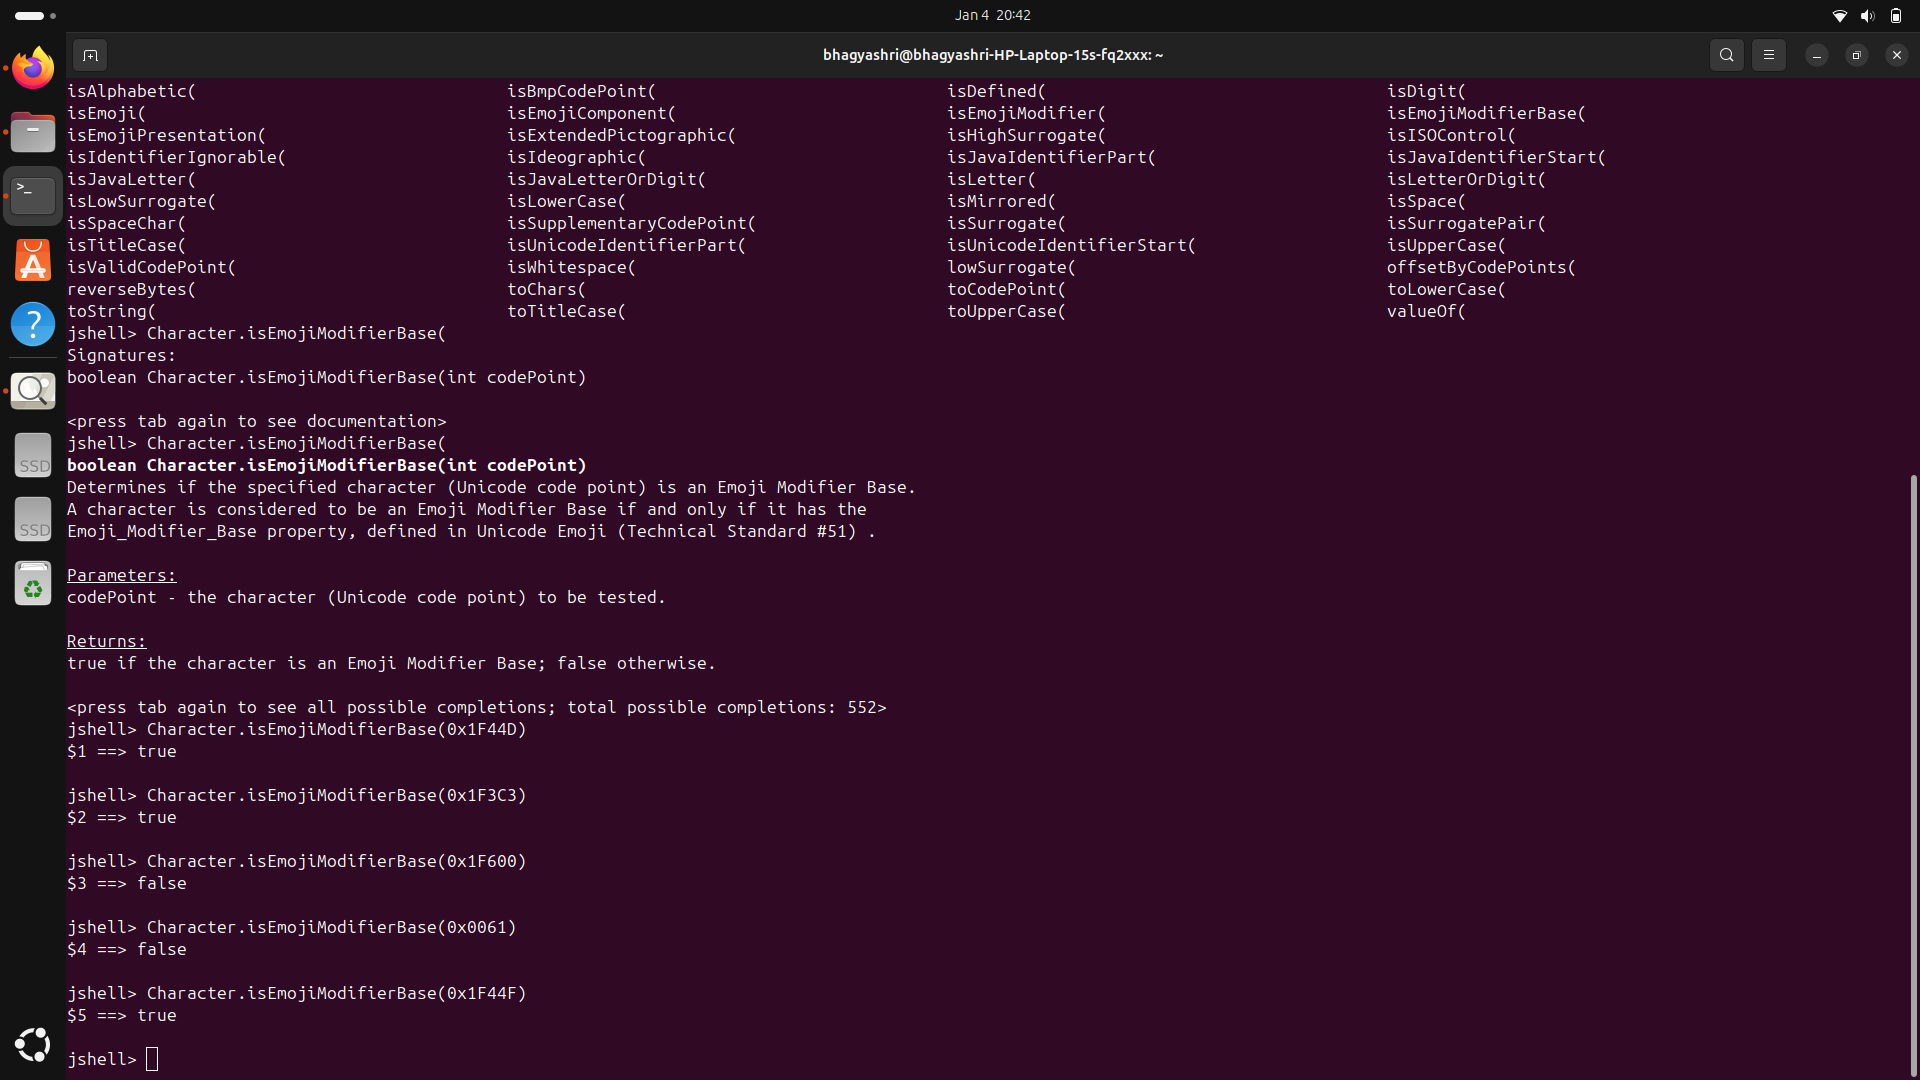 Jan 4 20:42
bhagyashri@bhagyashri-HP-Laptop-15s-fq2xxx: ~
isAlphabetic( isBmpCodePoint( isDefined( isDigit(
isEmoji( isEmojiComponent( isEmojiModifier( isEmojiModifierBase(
isEmojiPresentation( isExtendedPictographic( isHighSurrogate( isISOControl(
isIdentifierIgnorable( isIdeographic( isJavaIdentifierPart( isJavaIdentifierStart(
isJavaLetter( isJavaLetterOrDigit( isLetter( isLetterOrDigit(
isLowSurrogate( isLowerCase( isMirrored( isSpace(
isSpaceChar( isSupplementaryCodePoint( isSurrogate( isSurrogatePair(
isTitleCase( isUnicodeIdentifierPart( isUnicodeIdentifierStart( isUpperCase(
isValidCodePoint( isWhitespace( lowSurrogate( offsetByCodePoints(
reverseBytes( toChars( toCodePoint( toLowerCase(
toString( toTitleCase( toUpperCase( valueOf(
jshell> Character.isEmojiModifierBase(
Signatures:
boolean Character.isEmojiModifierBase(int codePoint)
<press tab again to see documentation>
jshell> Character.isEmojiModifierBase(
boolean Character.isEmojiModifierBase(int codePoint)
Determines if the specified character (Unicode code point) is an Emoji Modifier Base.
A character is considered to be an Emoji Modifier Base if and only if it has the
Emoji_Modifier_Base property, defined in Unicode Emoji (Technical Standard #51) .
Parameters:
codePoint - the character (Unicode code point) to be tested.
Returns:
true if the character is an Emoji Modifier Base; false otherwise.
<press tab again to see all possible completions; total possible completions: 552>
jshell> Character.isEmojiModifierBase(0x1F44D)
$1 ==> true
jshell> Character.isEmojiModifierBase(0x1F3C3)
$2 ==> true
jshell> Character.isEmojiModifierBase(0x1F600)
$3 ==> false
jshell> Character.isEmojiModifierBase(0x0061)
$4 ==> false
jshell> Character.isEmojiModifierBase(0x1F44F)
$5 ==> true
jshell>
SSD
SSD